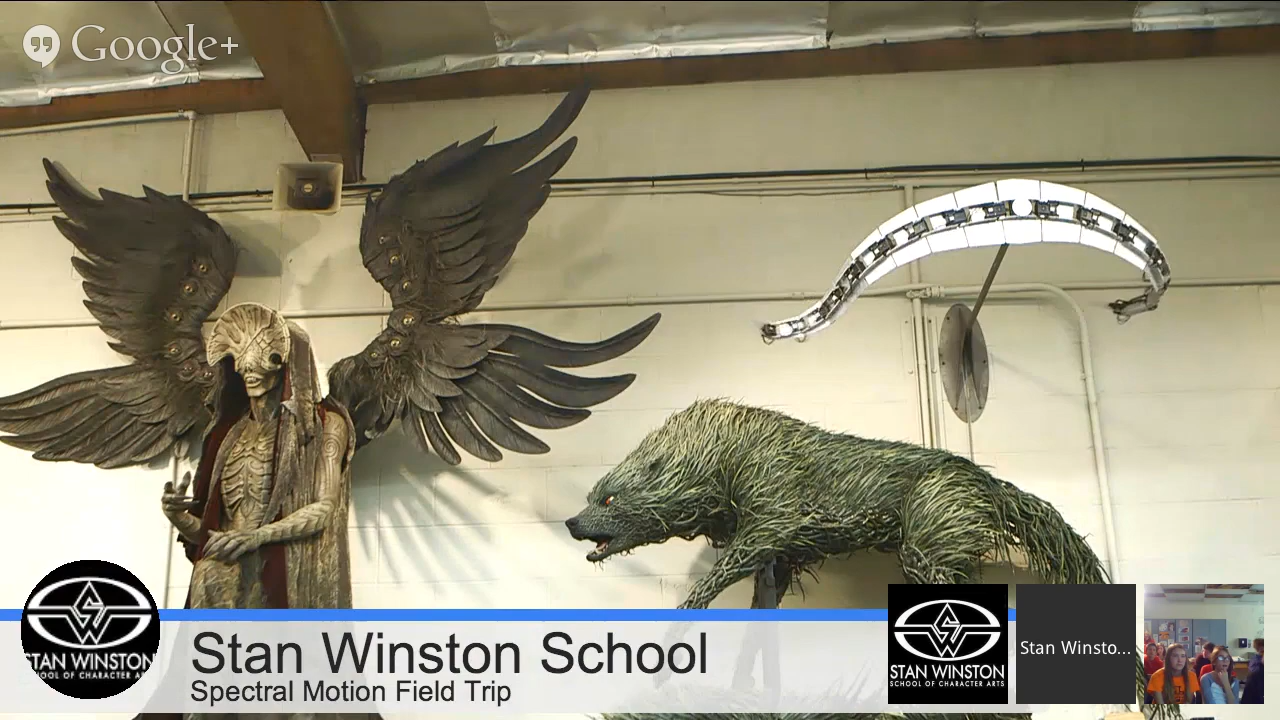 Google+
Stan Winston School
Spectral Motion Field Trip
STAN WINSTON
SCHOOL OF CHARACTER AR
STAN WINSTON
SCHOOL OF CHARACTER ARTS
Stan Winsto...